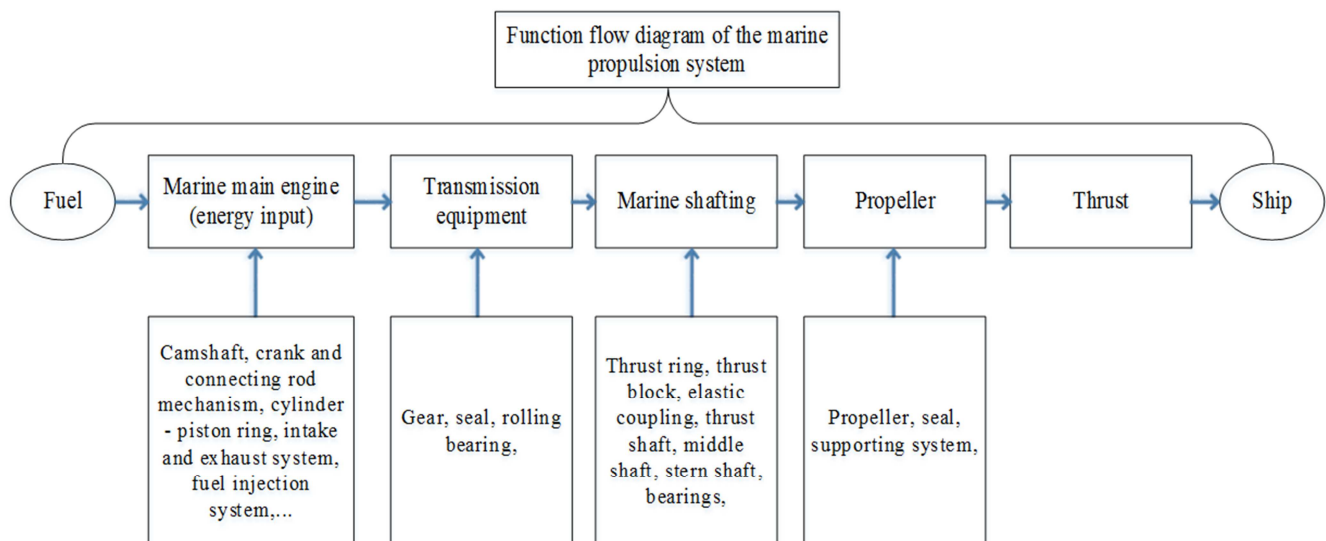 Function flow diagram of the marine
propulsion system
Fuel
Marine main engine
(energy input)
Transmission
equipment
Marine shafting
Propeller
Thrust
Ship
Camshaft, crank and
connecting rod
mechanism, cylinder
- piston ring, intake
and exhaust system,
fuel injection
system,...
Gear, seal, rolling
bearing,
Thrust ring, thrust
block, elastic
coupling, thrust
shaft, middle
shaft, stern shaft,
bearings,
Propeller, seal,
supporting system,